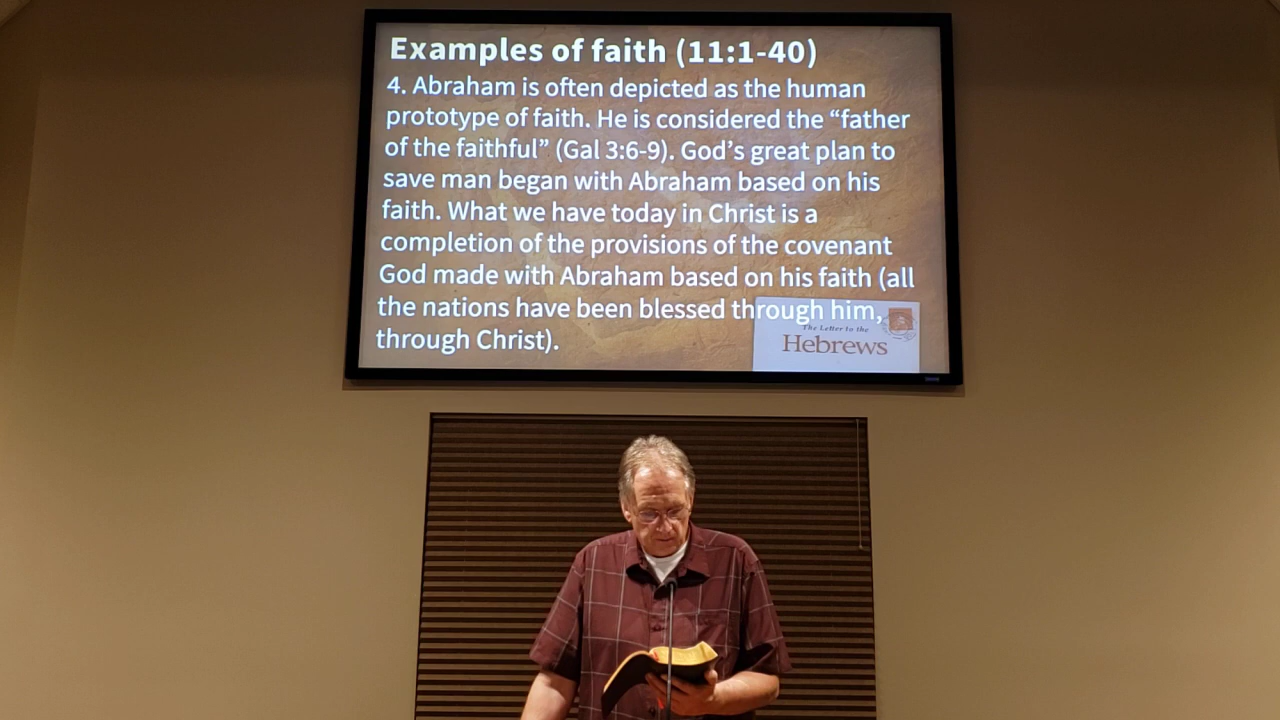 Examples of faith (11:1-40)
4. Abraham is often depicted as the human
prototype of faith. He is considered the “father
of the faithful” (Gal 3:6-9). God’s great plan to
save man began with Abraham based on his
faith. What we have today in Christ is a
completion of the provisions of the covenant
God made with Abraham based on his faith (all
the nations have been blessed through him,
through Christ).
The Letter to the
Hebrews